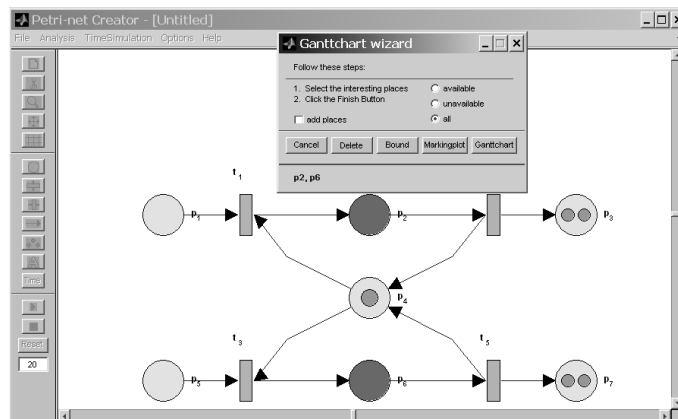 Petri-net Creator - [Untitled]
File Analysis TimeSimulation Options Help
Ganttchart wizard
Follow these steps:
1. Select the interesting places
2. Click the Finish Button
available
unavailable
add places
all
Cancel Delete Bound Markingplot Ganttchart
p2, p6
t1
p1
p2
p3
p4
t3
t5
p5
p6
p7
Time
Reset
20